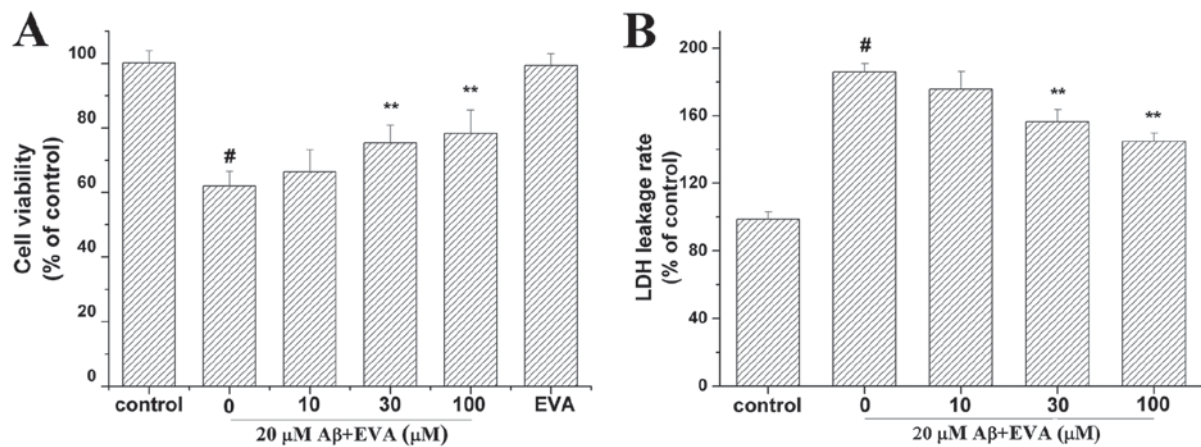 A
Cell viability
(% of control)
100
80
60
40
20
0
#
**
**
control
0
10
30
100
EVA
20 μM Aβ+EVA (μM)
B
LDH leakage rate
(% of control)
200
160
120
80
40
0
#
**
**
control
0
10
30
100
20 μM Aβ+EVA (μM)